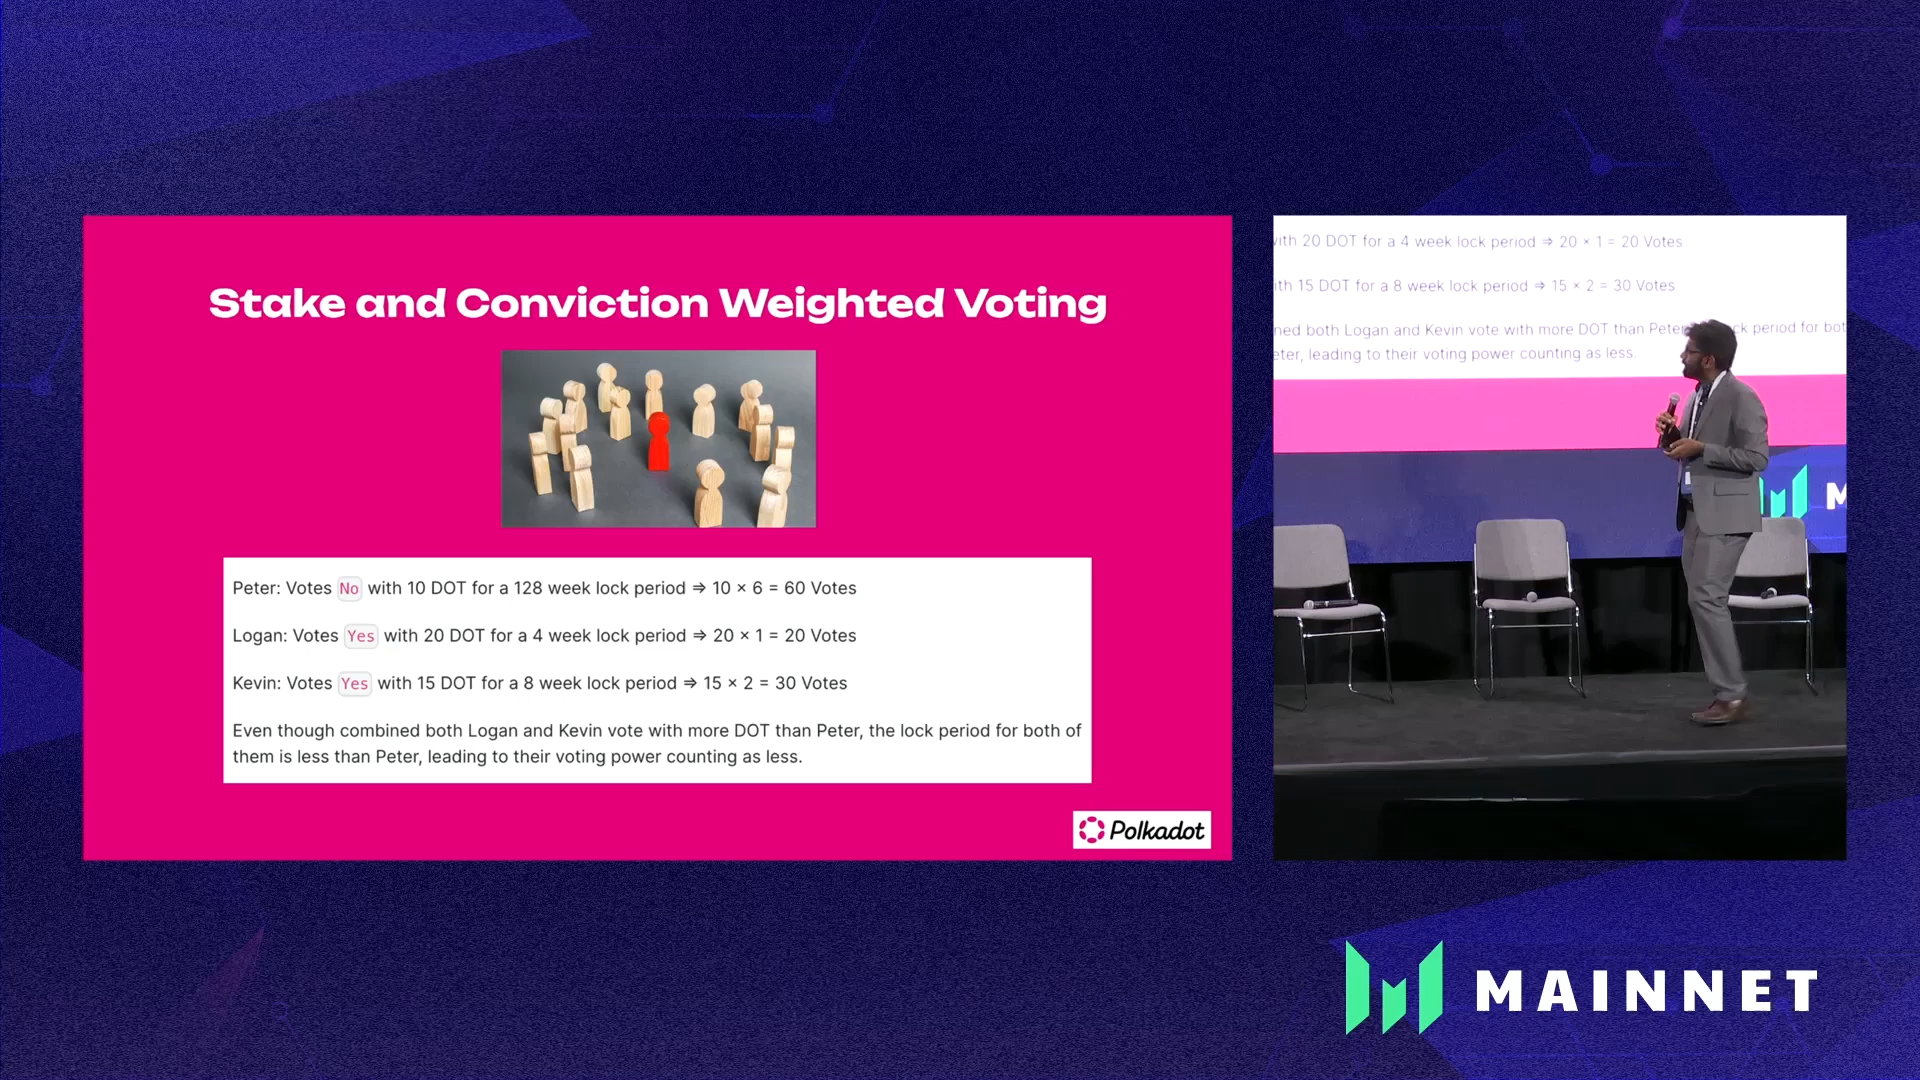 Stake and Conviction Weighted Voting
Peter: Votes No with 10 DOT for a 128 week lock period ⇒ 10 × 6 = 60 Votes
Logan: Votes Yes with 20 DOT for a 4 week lock period ⇒ 20 × 1 = 20 Votes
Kevin: Votes Yes with 15 DOT for a 8 week lock period ⇒ 15 × 2 = 30 Votes
Even though combined both Logan and Kevin vote with more DOT than Peter, the lock period for both of
them is less than Peter, leading to their voting power counting as less.
Polkadot
with 20 DOT for a 4 week lock period ⇒ 20 × 1 = 20 Votes
15 DOT for a 8 week lock period ⇒ 15 × 2 = 30 Votes
both Logan and Kevin vote with more DOT than Peter period for
leading to their voting power counting as less.
M
MAINNET